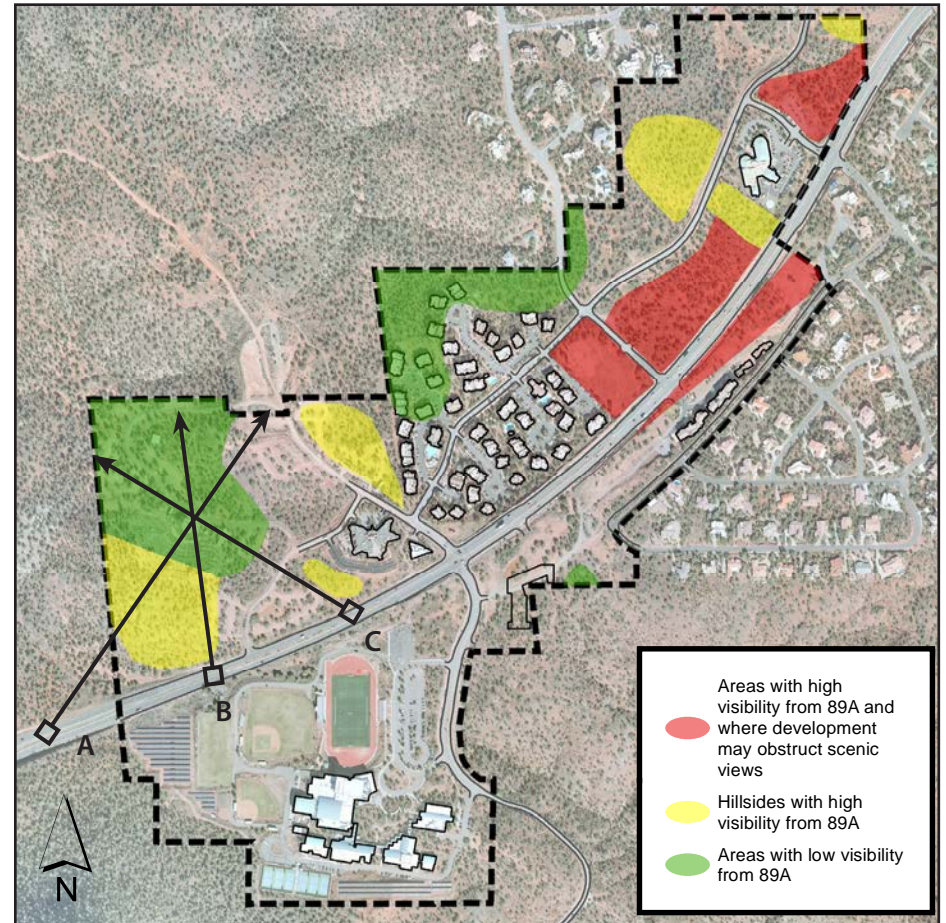 A
B
C
N
Areas with high
visibility from 89A and
where development
may obstruct scenic
views
Hillsides with high
visibility from 89A
Areas with low visibility
from 89A